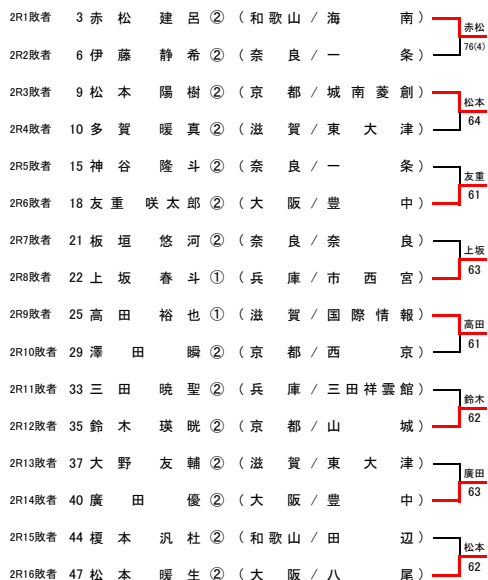 2R1敗者 3 赤松 建呂 ② (和歌山/海南)
赤松
76(4)
2R2敗者 6 伊藤 静希 ② (奈良/一条)
2R3敗者 9 松本 陽樹 ② (京都/城南菱創)
松本
64
2R4敗者 10 多賀 暖真 ② (滋賀/東大津)
2R5敗者 15 神谷 隆斗 ② (奈良/一条)
友重
61
2R6敗者 18 友重 咲太郎 ② (大阪/豊中)
2R7敗者 21 板垣 悠河 ② (奈良/奈良)
上坂
63
2R8敗者 22 上坂 春斗 ① (兵庫/市西宮)
2R9敗者 25 高田 裕也 ① (滋賀/国際情報)
高田
61
2R10敗者 29 澤田 瞬 ② (京都/西京)
2R11敗者 33 三田 暁聖 ② (兵庫/三田祥雲館)
鈴木
62
2R12敗者 35 鈴木 瑛晄 ② (京都/山城)
2R13敗者 37 大野 友輔 ② (滋賀/東大津)
廣田
63
2R14敗者 40 廣田 優 ② (大阪/豊中)
2R15敗者 44 榎本 汎杜 ② (和歌山/田辺)
松本
62
2R16敗者 47 松本 暖生 ② (大阪/八尾)